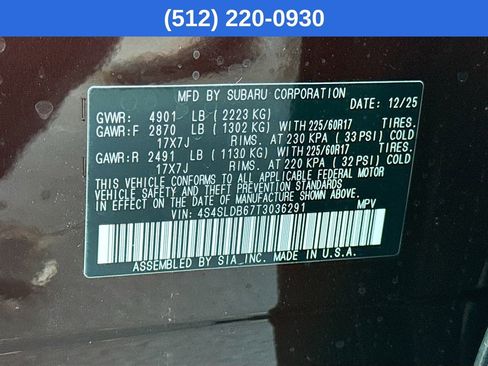 (512) 220-0930
MFD BY SUBARU CORPORATION DATE: 12/25
GVWR: 4901 LB (2223 KG)
GAWR:F 2870 LB (1302 KG) WITH 225/60R17 TIRES.
17X7J RIMS. AT 230 KPA (33 PSI) COLD
GAWR:R 2491 LB (1130 KG) WITH 225/60R17 TIRES.
17X7J RIMS. AT 220 KPA (32 PSI) COLD
THIS VEHICLE CONFORMS TO ALL APPLICABLE FEDERAL MOTOR
VEHICLE SAFETY AND THEFT PREVENTION STANDARDS
IN EFFECT ON THE DATE OF MANUFACTURE SHOWN ABOVE.
VIN: 4S4SLDB67T3036291 MPV
ASSEMBLED BY SIA, INC. MADE IN U.S.A.